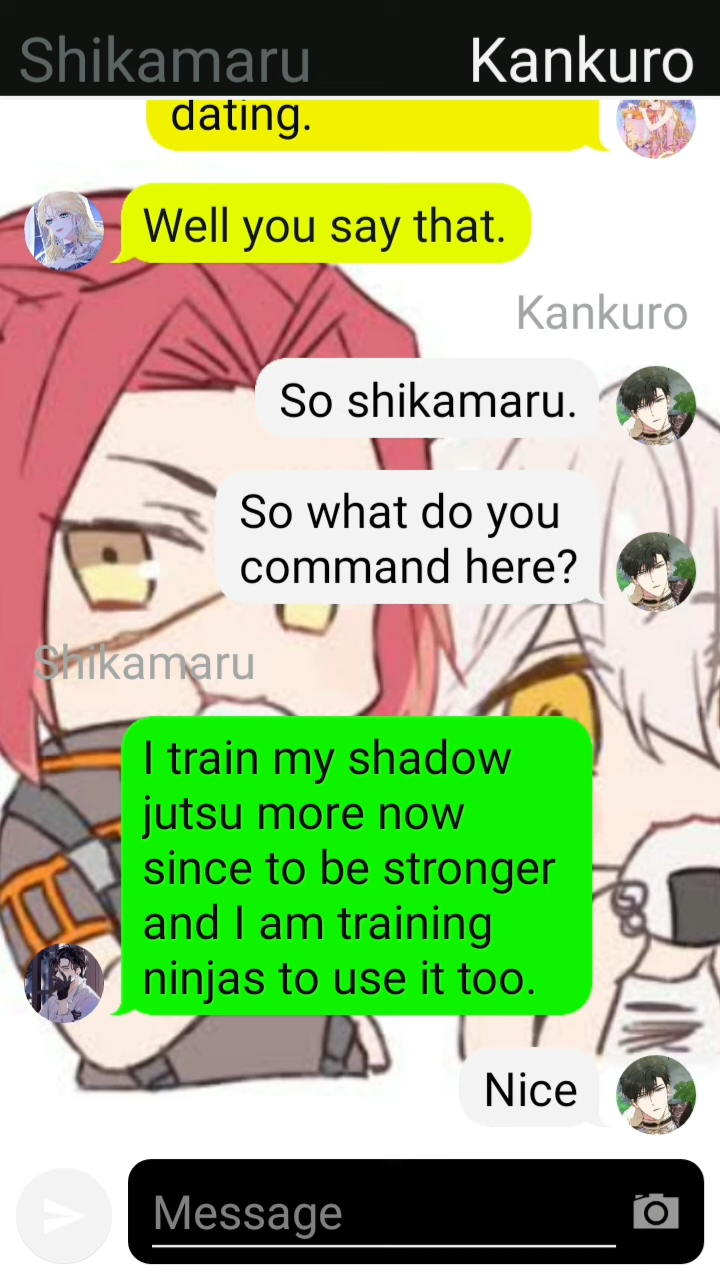 Shikamaru
Kankuro
dating.
Well you say that.
Kankuro
So shikamaru.
So what do you
command here?
Shikamaru
I train my shadow
jutsu more now
since to be stronger
and I am training
ninjas to use it too.
Nice
Message